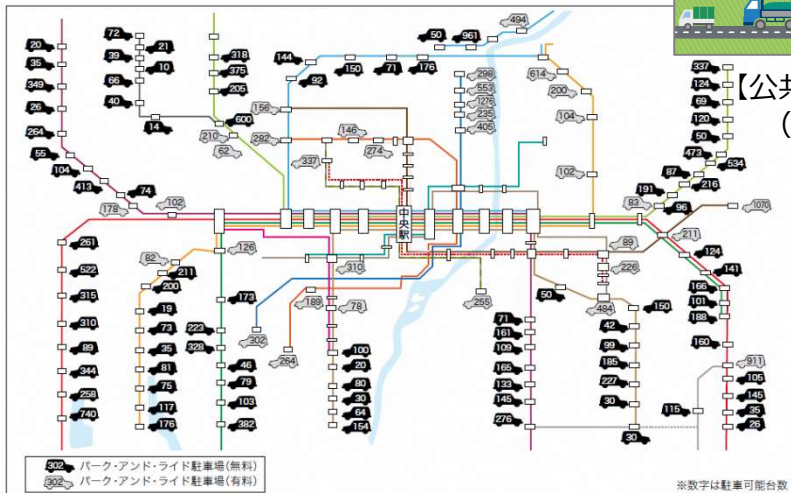 50 961 494
20 72 21 318 144 298 337
35 39 10 375 92 150 71 176 553 614 124
349 66 205 1276 200 69
26 40 600 156 235 104 120
264 14 210 62 282 146 274 405 50
55 337 473 534
104 413 74 102 87 216
178 102 191 83 96 1070
中央駅
261 82 126 310 89 211 124
522 211 200 226 141
315 19 173 189 78 255 50 484 150 166 101
310 73 223 302 71 42 188
89 35 328 264 100 161 99 160
344 81 46 20 109 185 911
258 75 79 80 165 227 105
740 117 103 30 133 30 115 145
176 382 64 145 35
154 276 30 26
302 パーク・アンド・ライド駐車場(無料)
302 パーク・アンド・ライド駐車場(有料)
※数字は駐車可能台数
【公共
(